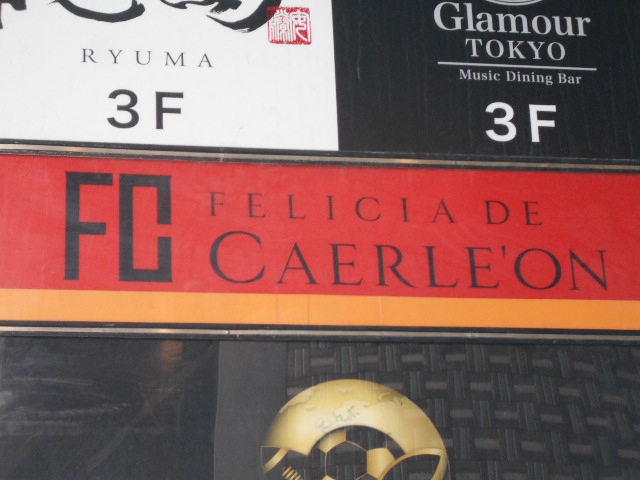 RYUMA
3F
Glamour
TOKYO
Music Dining Bar
3F
FC
FELICIA DE
CAERLE'ON